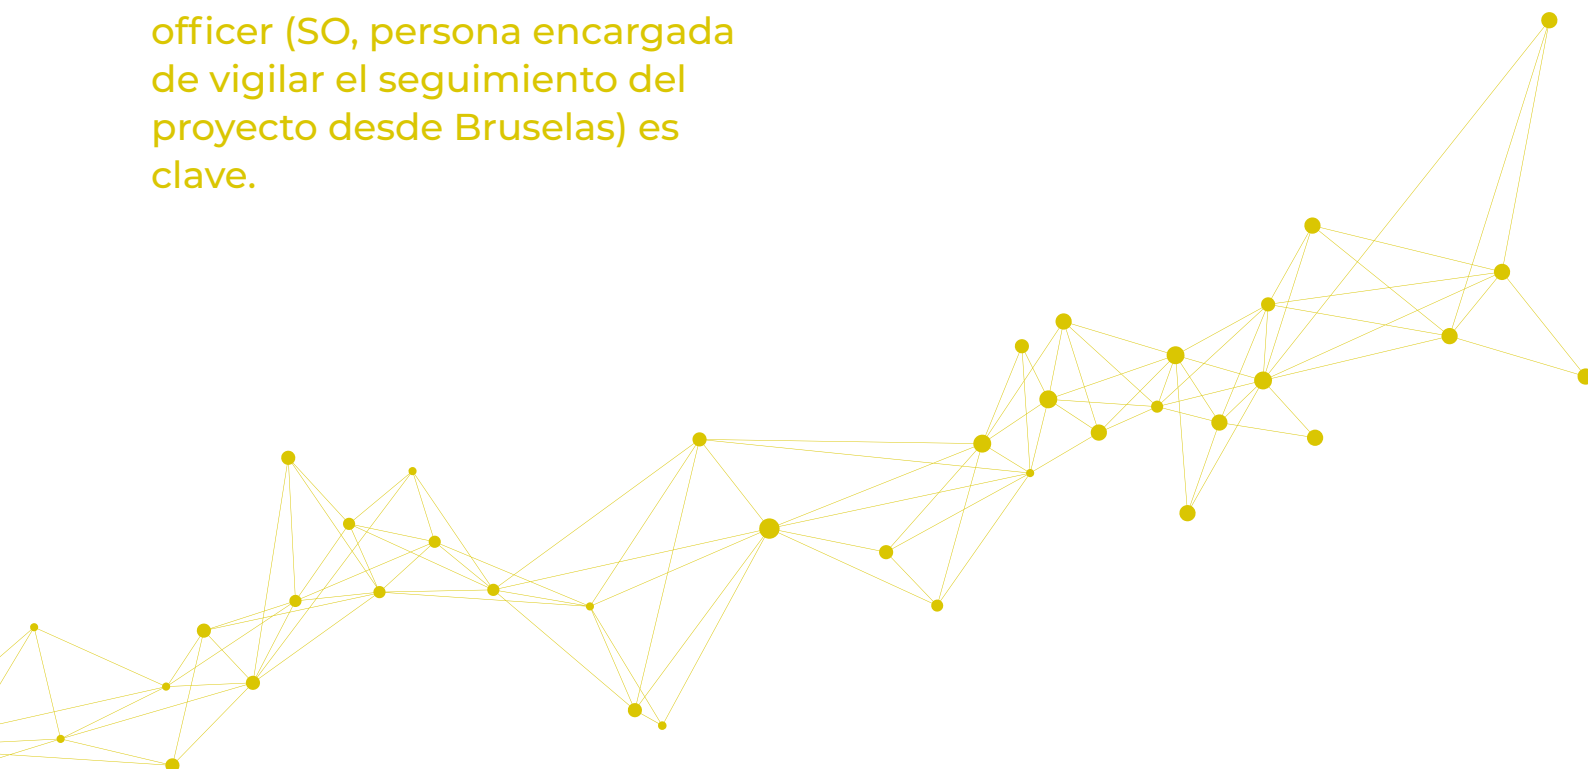 officer (SO, persona encargada
de vigilar el seguimiento del
proyecto desde Bruselas) es
clave.